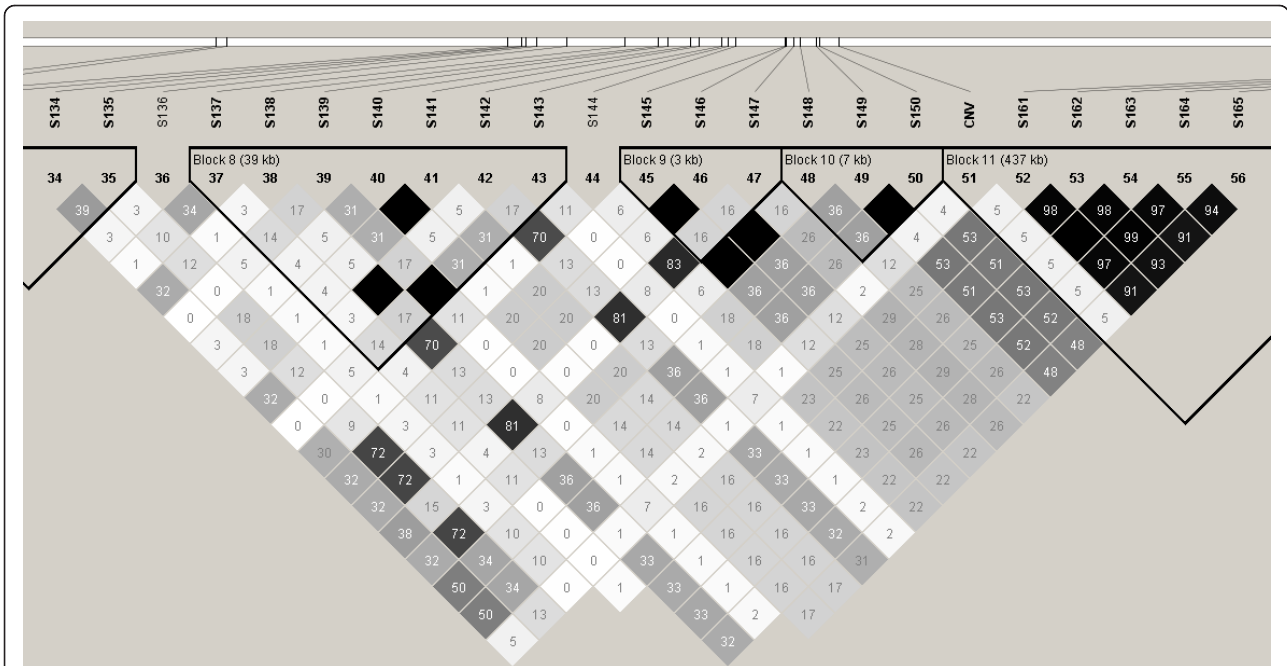 S134 S135 S136 S137 S138 S139 S140 S141 S142 S143 S144 S145 S146 S147 S148 S149 S150 CNV S161 S162 S163 S164 S165
Block 8 (39 kb) Block 9 (3 kb) Block 10 (7 kb) Block 11 (437 kb)
34 35 36 37 38 39 40 41 42 43 44 45 46 47 48 49 50 51 52 53 54 55 56
39 3 34 3 17 31 5 17 11 6 16 16 36 4 5 98 98 97 94
3 10 1 14 5 31 5 31 70 0 6 16 26 36 4 53 5 99 91
1 12 5 4 5 17 31 1 13 0 83 36 26 12 53 51 5 97 93
32 0 1 4 1 20 13 8 6 36 36 2 25 51 53 5 91
0 18 1 3 17 11 20 20 81 0 18 36 12 29 26 53 52 5
3 18 1 14 70 0 20 0 13 1 18 12 25 28 25 52 48
3 12 5 4 13 0 0 20 36 1 1 25 26 29 26 48
32 0 1 11 13 8 20 14 36 7 23 26 25 28 22
0 9 3 11 81 0 14 14 1 1 22 25 26 26
30 72 3 4 13 1 14 2 33 1 23 26 22
32 72 1 11 36 1 2 16 33 1 22 22
32 15 3 0 36 7 16 16 33 2 22
38 72 10 0 1 1 16 16 32 2
32 34 10 0 33 1 16 16 31
50 34 0 1 33 1 16 17
50 13 33 2 17
5 32